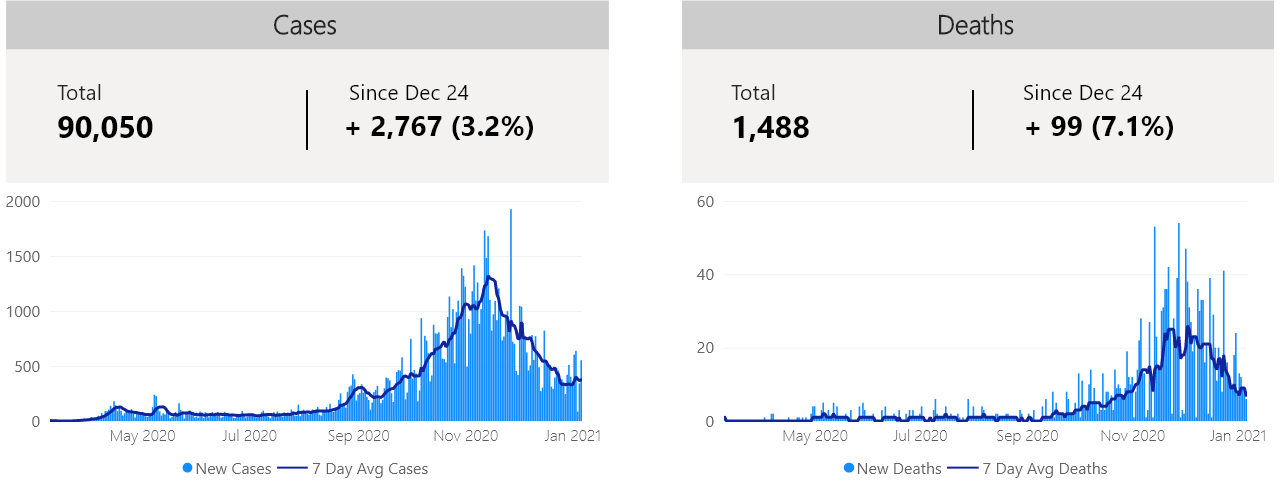 Cases
Total
Since Dec 24
90,050
+ 2,767 (3.2%)
2000
1500
1000
500
0
May 2020
Jul 2020
Sep 2020
Nov 2020
Jan 2021
New Cases
7 Day Avg Cases
Deaths
Total
Since Dec 24
1,488
+ 99 (7.1%)
60
40
20
0
May 2020
Jul 2020
Sep 2020
Nov 2020
Jan 2021
New Deaths
7 Day Avg Deaths